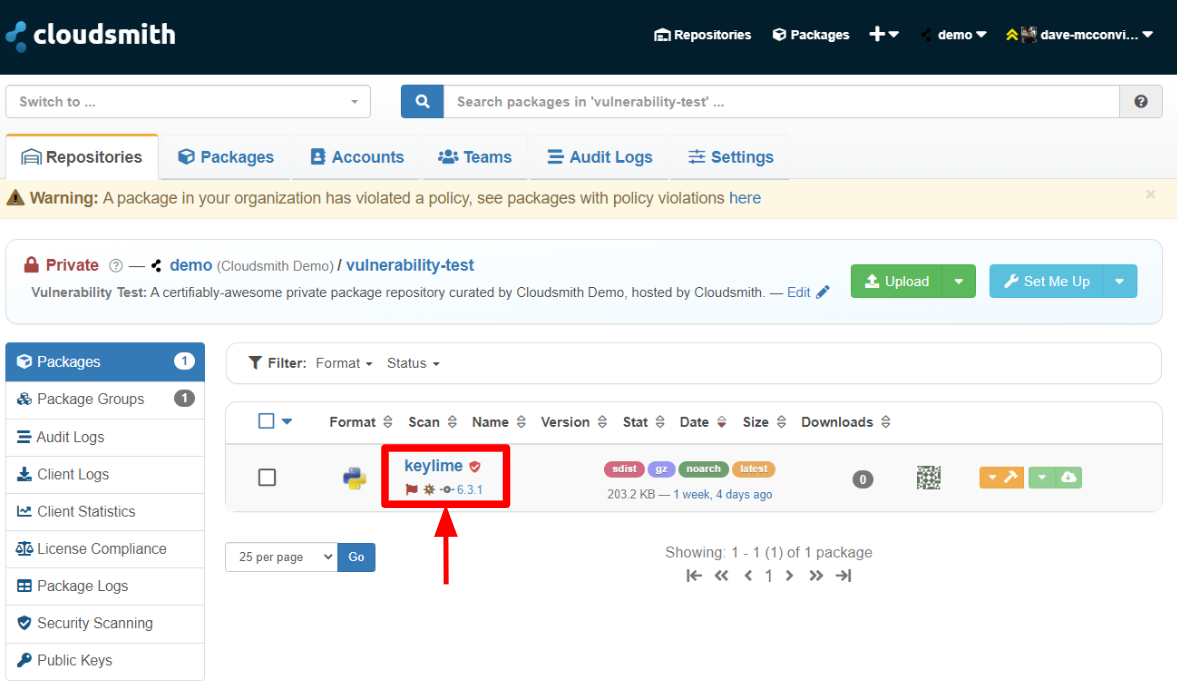 cloudsmith
Repositories Packages demo dave-mcconvi...
Switch to ... Search packages in 'vulnerability-test' ...
Repositories Packages Accounts Teams Audit Logs Settings
Warning: A package in your organization has violated a policy, see packages with policy violations here ×
Private ? — demo (Cloudsmith Demo) / vulnerability-test
Vulnerability Test: A certifiably-awesome private package repository curated by Cloudsmith Demo, hosted by Cloudsmith. — Edit
Upload Set Me Up
Packages 1
Package Groups 1
Audit Logs
Client Logs
Client Statistics
License Compliance
Package Logs
Security Scanning
Public Keys
Filter: Format Status
Format Scan Name Version Stat Date Size Downloads
keylime sdist gz noarch latest
6.3.1 203.2 KB — 1 week, 4 days ago 0
25 per page Go
Showing: 1 - 1 (1) of 1 package
1